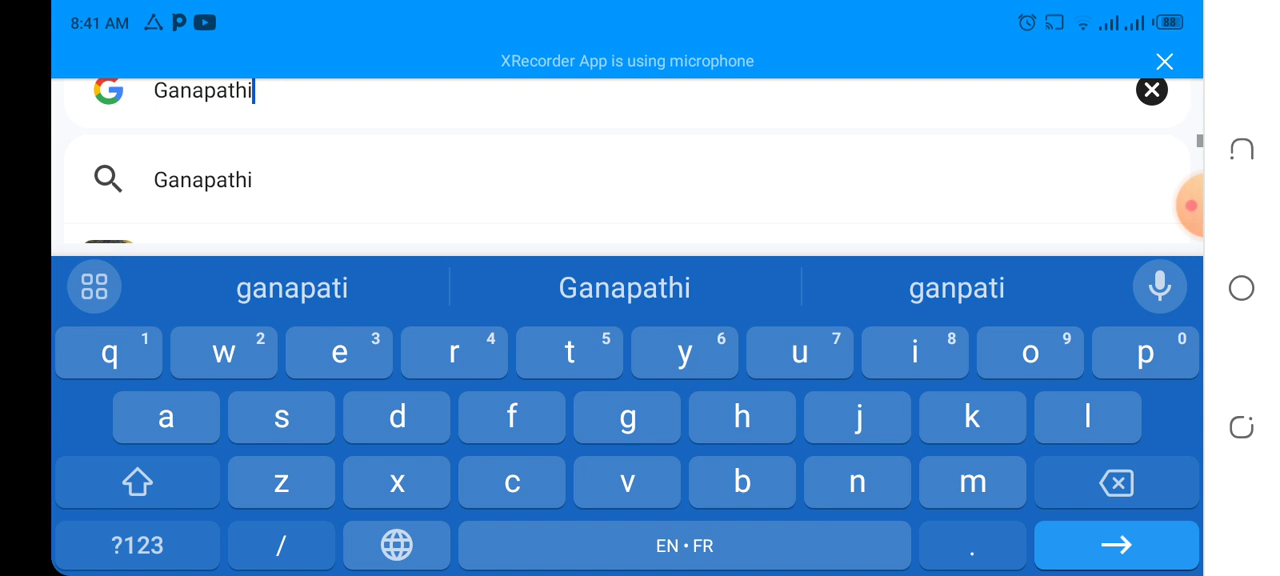 8:41 AM
88
XRecorder App is using microphone
Ganapathi
Ganapathi
ganapati Ganapathi ganpati
q 1 w 2 e 3 r 4 t 5 y 6 u 7 i 8 o 9 p 0
a s d f g h j k l
z x c v b n m
?123 / EN • FR .